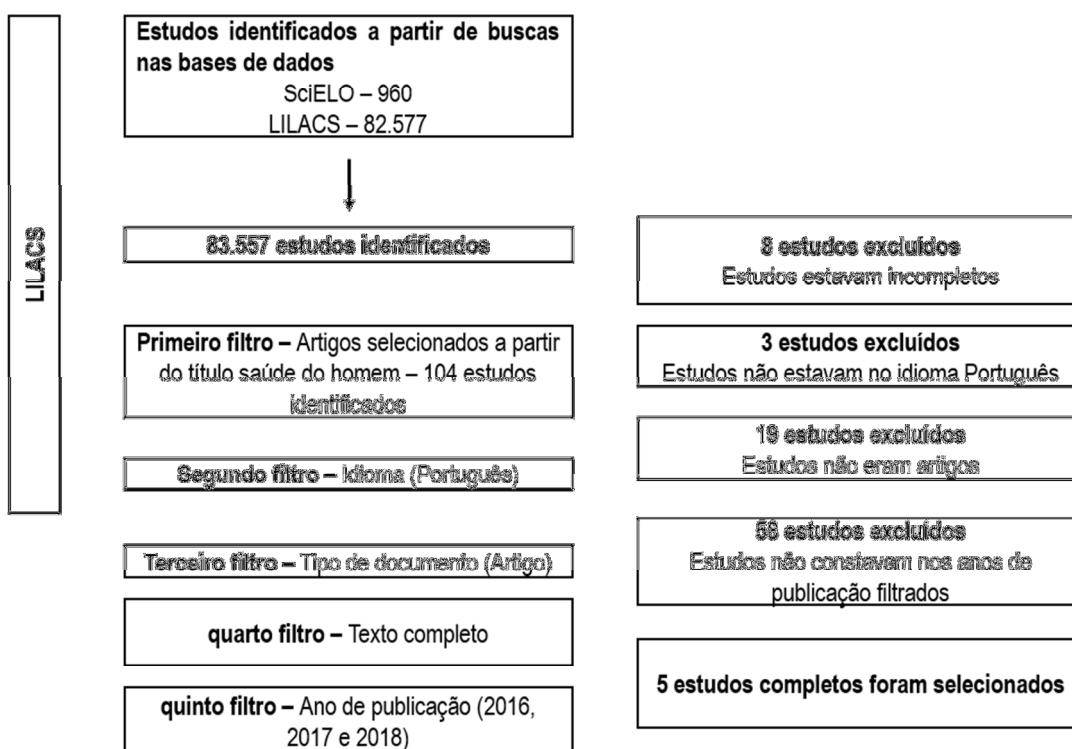 LILACS
Estudos identificados a partir de buscas
nas bases de dados
SciELO – 960
LILACS – 82.577
83.557 estudos identificados
Primeiro filtro – Artigos selecionados a partir
do título saúde do homem – 104 estudos
identificados
Segundo filtro – Idioma (Português)
Terceiro filtro – Tipo de documento (Artigo)
quarto filtro – Texto completo
quinto filtro – Ano de publicação (2016,
2017 e 2018)
8 estudos excluídos
Estudos estavam incompletos
3 estudos excluídos
Estudos não estavam no idioma Português
19 estudos excluídos
Estudos não eram artigos
58 estudos excluídos
Estudos não constavam nos anos de
publicação filtrados
5 estudos completos foram selecionados